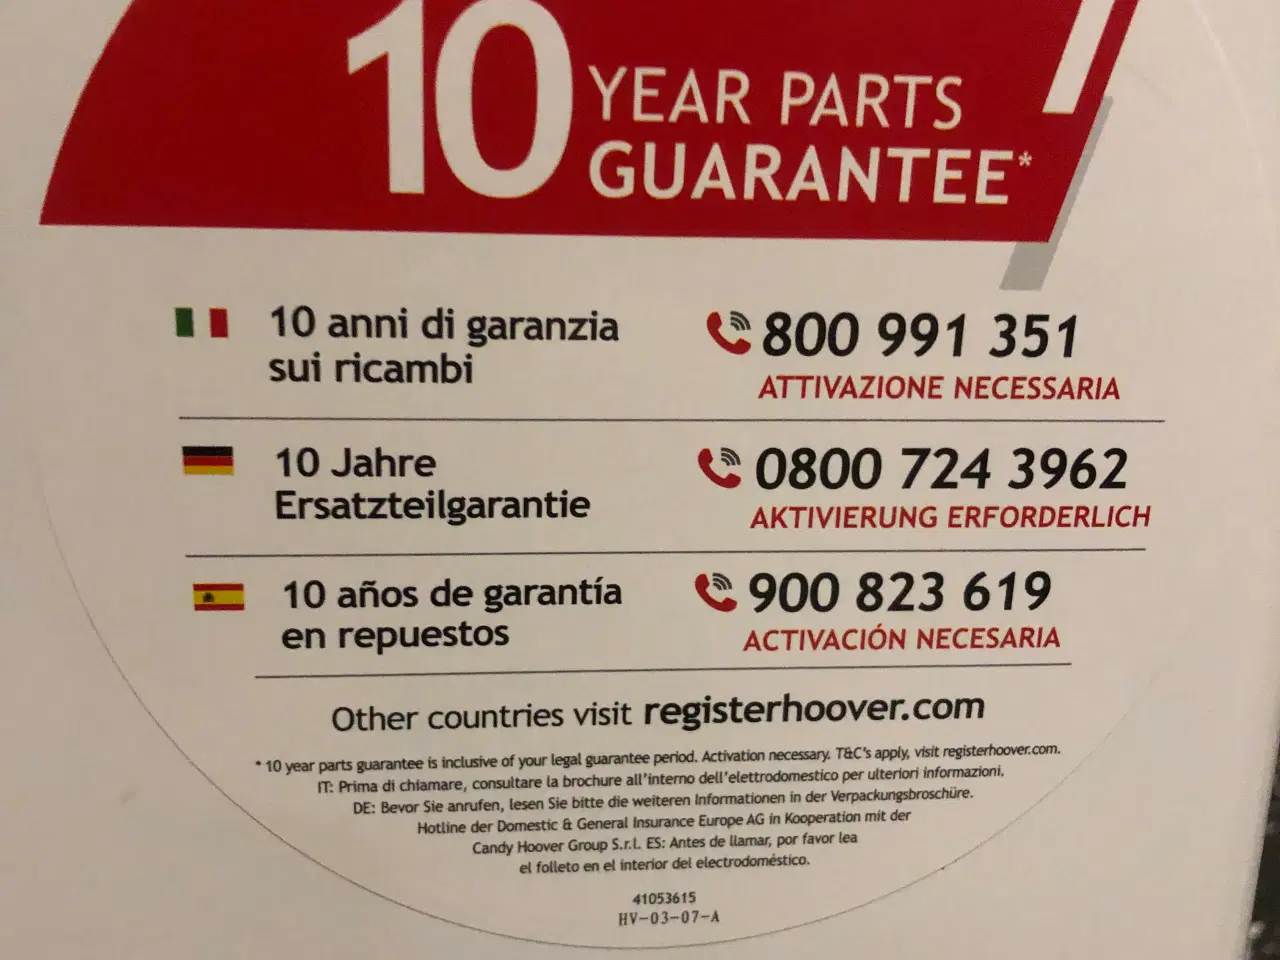 10 YEAR PARTS
GUARANTEE*
10 anni di garanzia
sui ricambi
800 991 351
ATTIVAZIONE NECESSARIA
10 Jahre
Ersatzteilgarantie
0800 724 3962
AKTIVIERUNG ERFORDERLICH
10 años de garantía
en repuestos
900 823 619
ACTIVACIÓN NECESARIA
Other countries visit registerhoover.com
* 10 year parts guarantee is inclusive of your legal guarantee period. Activation necessary. T&C's apply, visit registerhoover.com.
IT: Prima di chiamare, consultare la brochure all'interno dell'elettrodomestico per ulteriori informazioni.
DE: Bevor Sie anrufen, lesen Sie bitte die weiteren Informationen in der Verpackungsbroschüre.
Hotline der Domestic & General Insurance Europe AG in Kooperation mit der
Candy Hoover Group S.r.l. ES: Antes de llamar, por favor lea
el folleto en el interior del electrodoméstico.
41053615
HV-03-07-A